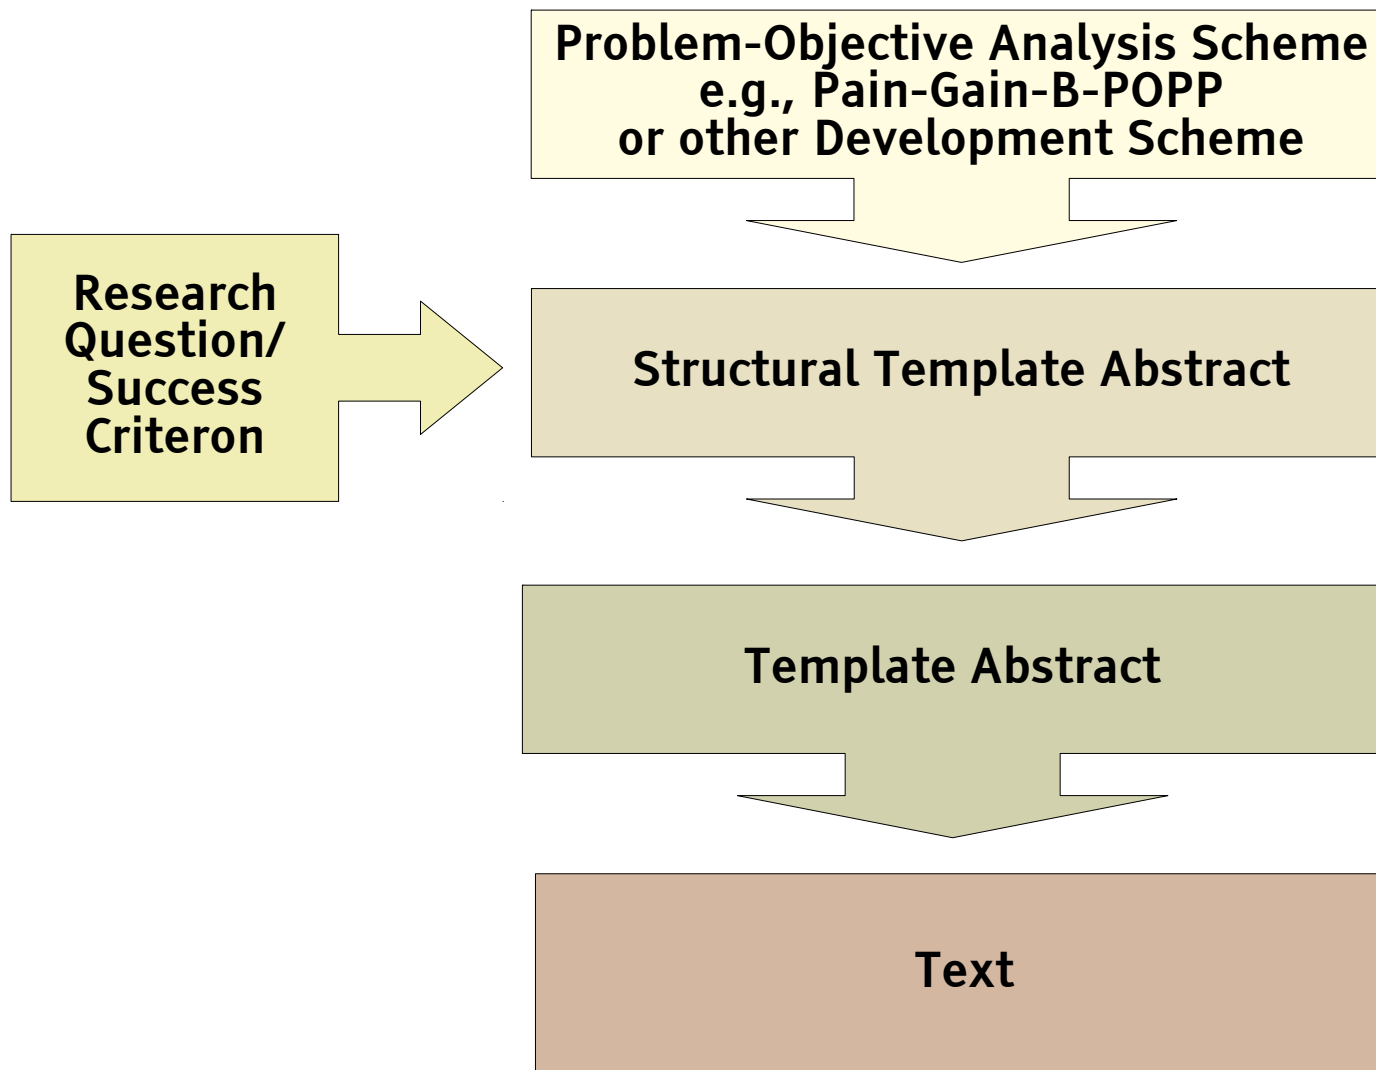 Problem-Objective Analysis Scheme
e.g., Pain-Gain-B-POPP
or other Development Scheme
Research
Question/
Success
Criteron
Structural Template Abstract
Template Abstract
Text